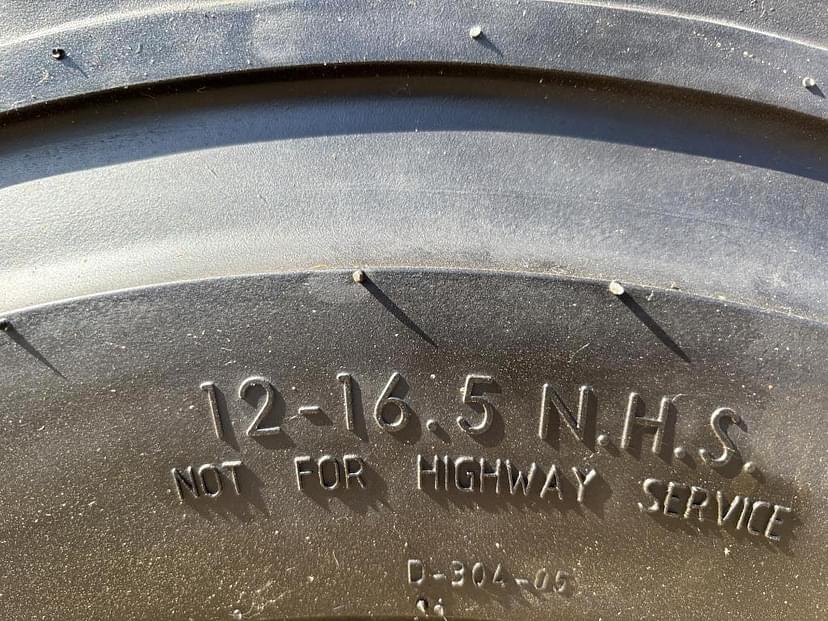 12-16.5 N.H.S.
NOT FOR HIGHWAY SERVICE
D-304-05